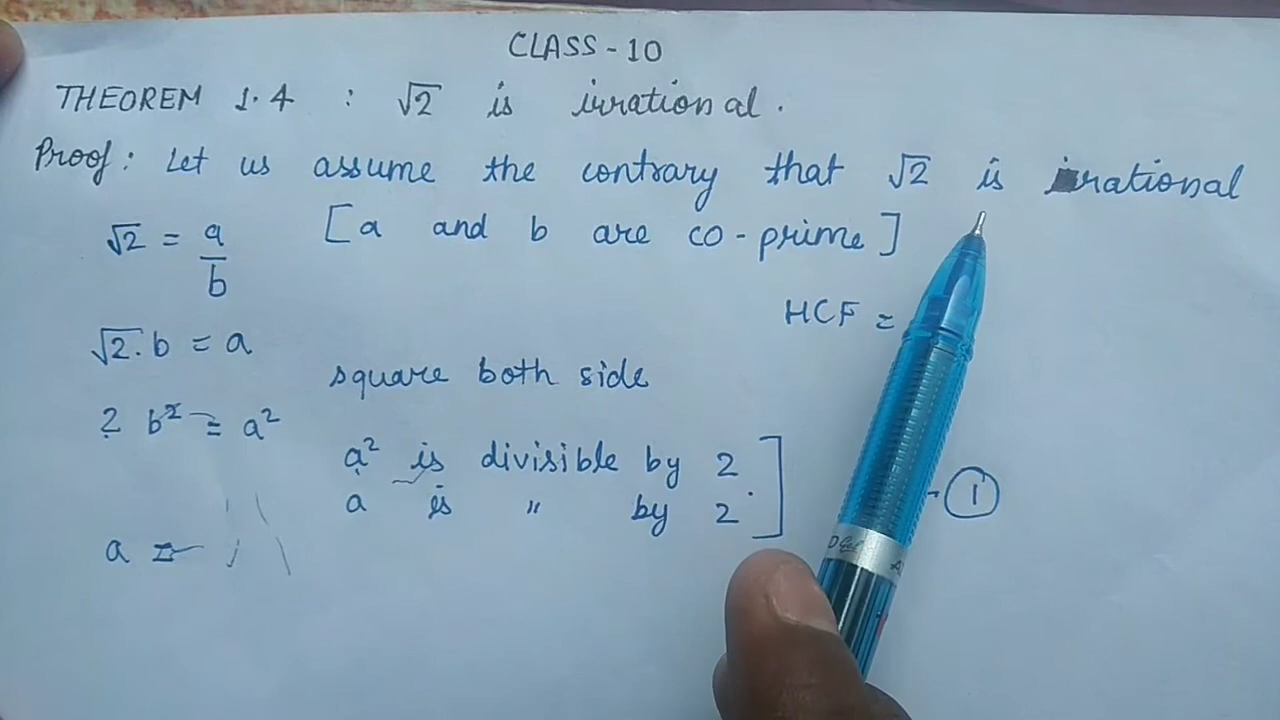 CLASS-10
THEOREM 1.4 : √2 is irrational.
Proof: Let us assume the contrary that √2 is rational
√2 = a/b [a and b are co-prime]
HCF =
√2.b = a
square both side
2 b² = a²
a² is divisible by 2
a is " by 2. ] - ①
a =